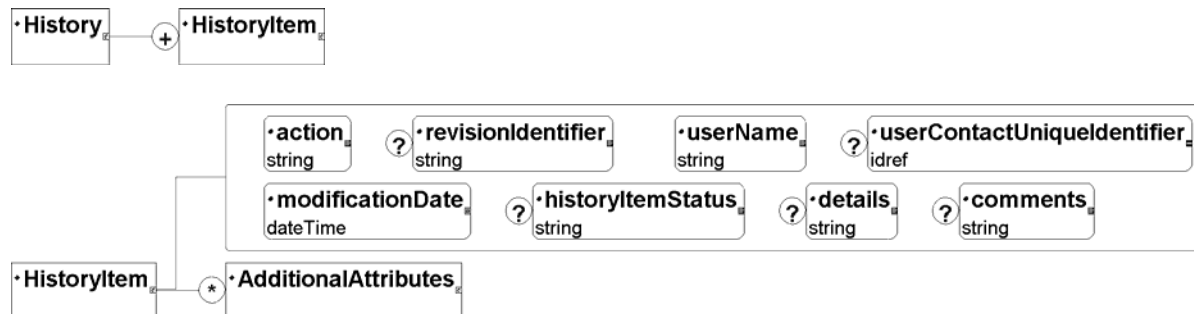 History + HistoryItem
action ? revisionIdentifier userName ? userContactUniqueIdentifier
string string string idref
modificationDate ? historyItemStatus ? details ? comments
dateTime string string string
HistoryItem * AdditionalAttributes